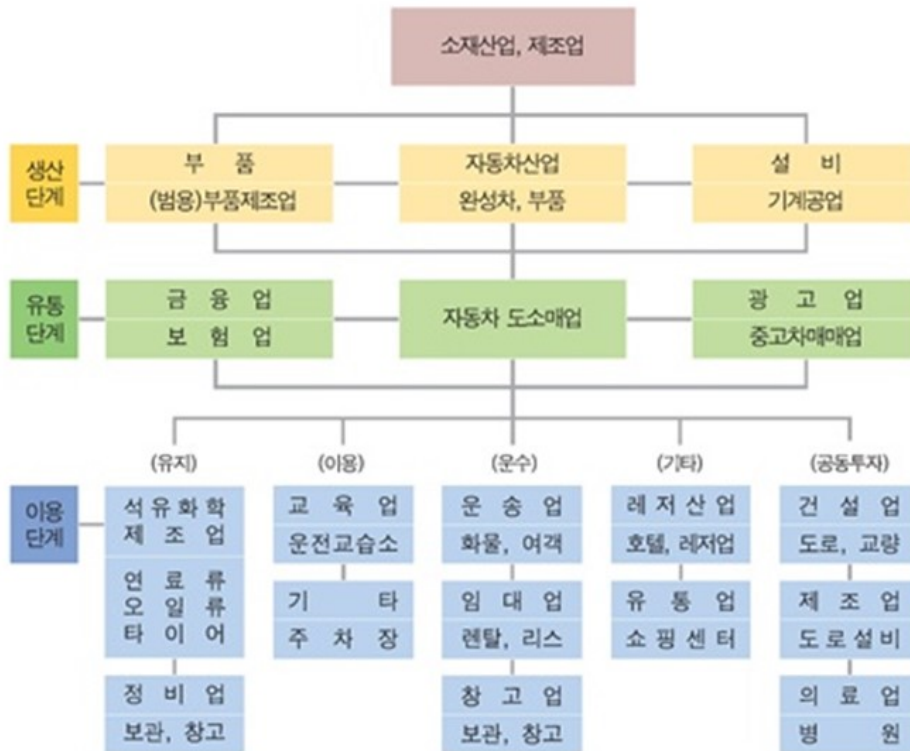 소재산업, 제조업
생산
단계
부 품
(범용)부품제조업
자동차산업
완성차, 부품
설 비
기계공업
유통
단계
금 융 업
보 험 업
자동차 도소매업
광 고 업
중고차매매업
(유지)
(이용)
(운수)
(기타)
(공동투자)
이용
단계
석유화학
제 조 업
연 료 류
오 일 류
타 이 어
정 비 업
보관, 창고
교 육 업
운전교습소
기 타
주 차 장
운 송 업
화물, 여객
임 대 업
렌탈, 리스
창 고 업
보관, 창고
레저산업
호텔, 레저업
유 통 업
쇼핑센터
건 설 업
도로, 교량
제 조 업
도로설비
의 료 업
병 원